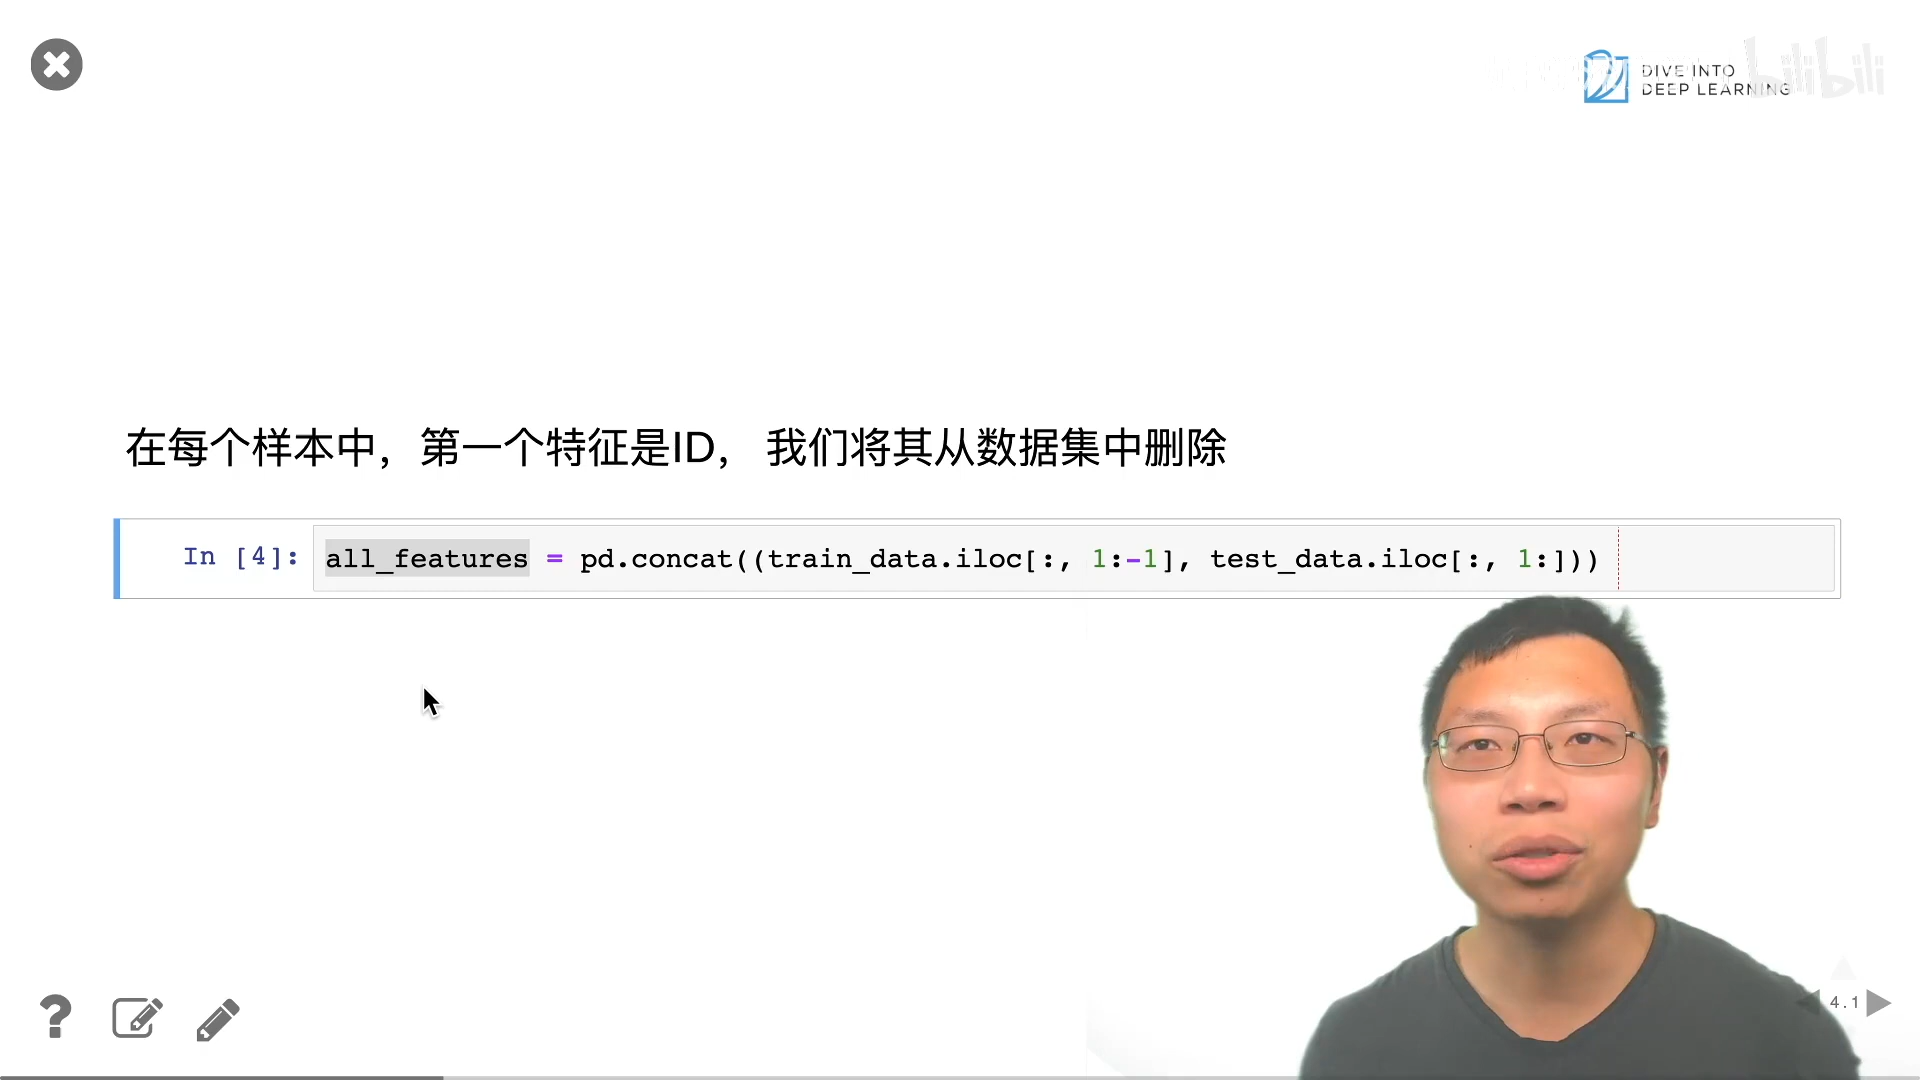 DIVE INTO
DEEP LEARNING
bilibili
在每个样本中，第一个特征是ID， 我们将其从数据集中删除
In [4]: all_features = pd.concat((train_data.iloc[:, 1:-1], test_data.iloc[:, 1:]))
4.1